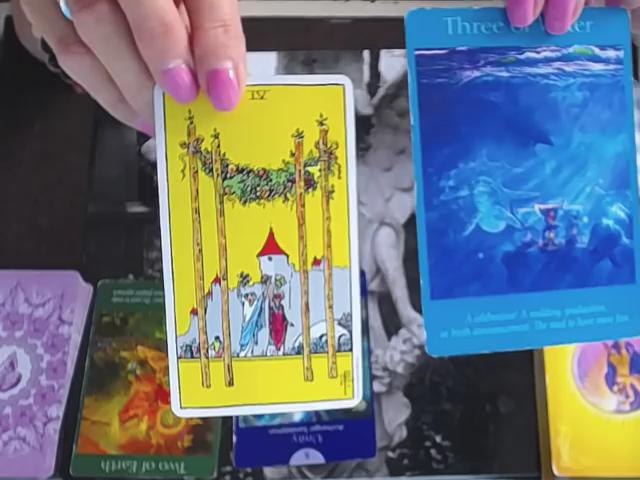 Three of Water
IV
A celebration! A wedding, graduation,
or birth announcement. The need to have more fun.
Two of Earth
Unity